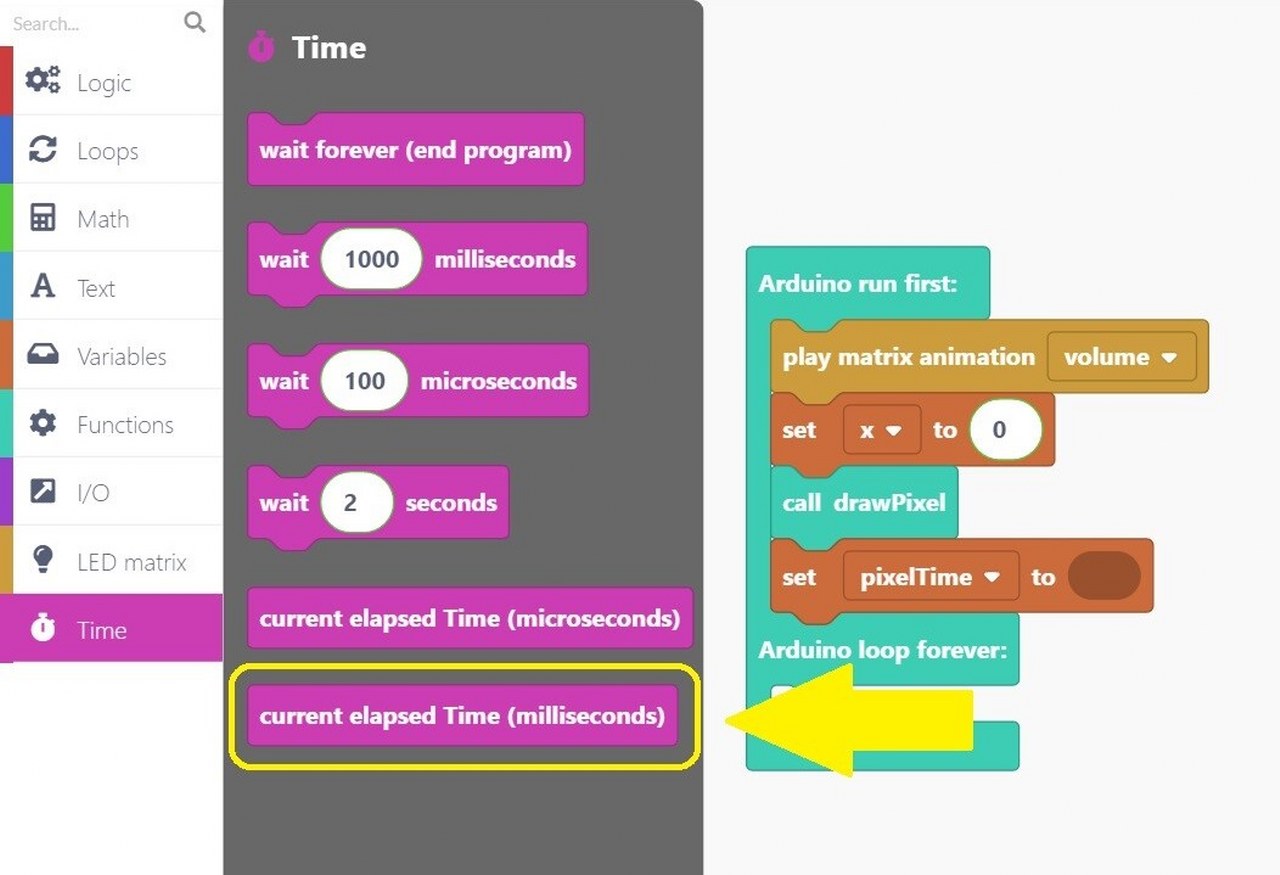 Search...
Logic
Loops
Math
Text
Variables
Functions
I/O
LED matrix
Time
Time
wait forever (end program)
wait 1000 milliseconds
wait 100 microseconds
wait 2 seconds
current elapsed Time (microseconds)
current elapsed Time (milliseconds)
Arduino run first:
play matrix animation volume
set x to 0
call drawPixel
set pixelTime to
Arduino loop forever: